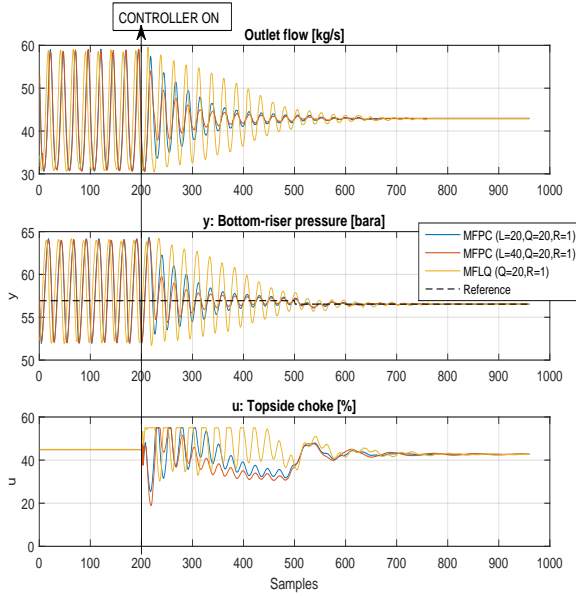 CONTROLLER ON
Outlet flow [kg/s]
60
50
40
30
0 100 200 300 400 500 600 700 800 900 1000
y: Bottom-riser pressure [bara]
65
60
55
50
y
0 100 200 300 400 500 600 700 800 900 1000
MFPC (L=20,Q=20,R=1)
MFPC (L=40,Q=20,R=1)
MFLQ (Q=20,R=1)
Reference
u: Topside choke [%]
60
40
20
0
u
0 100 200 300 400 500 600 700 800 900 1000
Samples